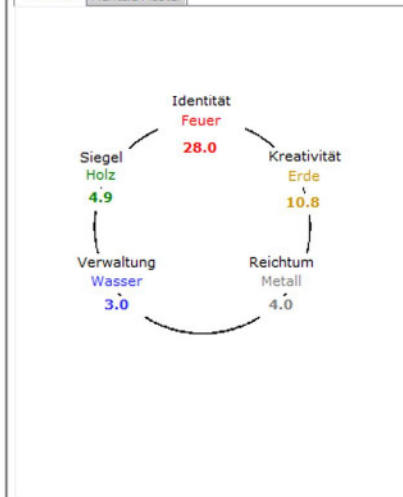 Identität
Feuer
28.0
Siegel
Holz
4.9
Kreativität
Erde
10.8
Verwaltung
Wasser
3.0
Reichtum
Metall
4.0